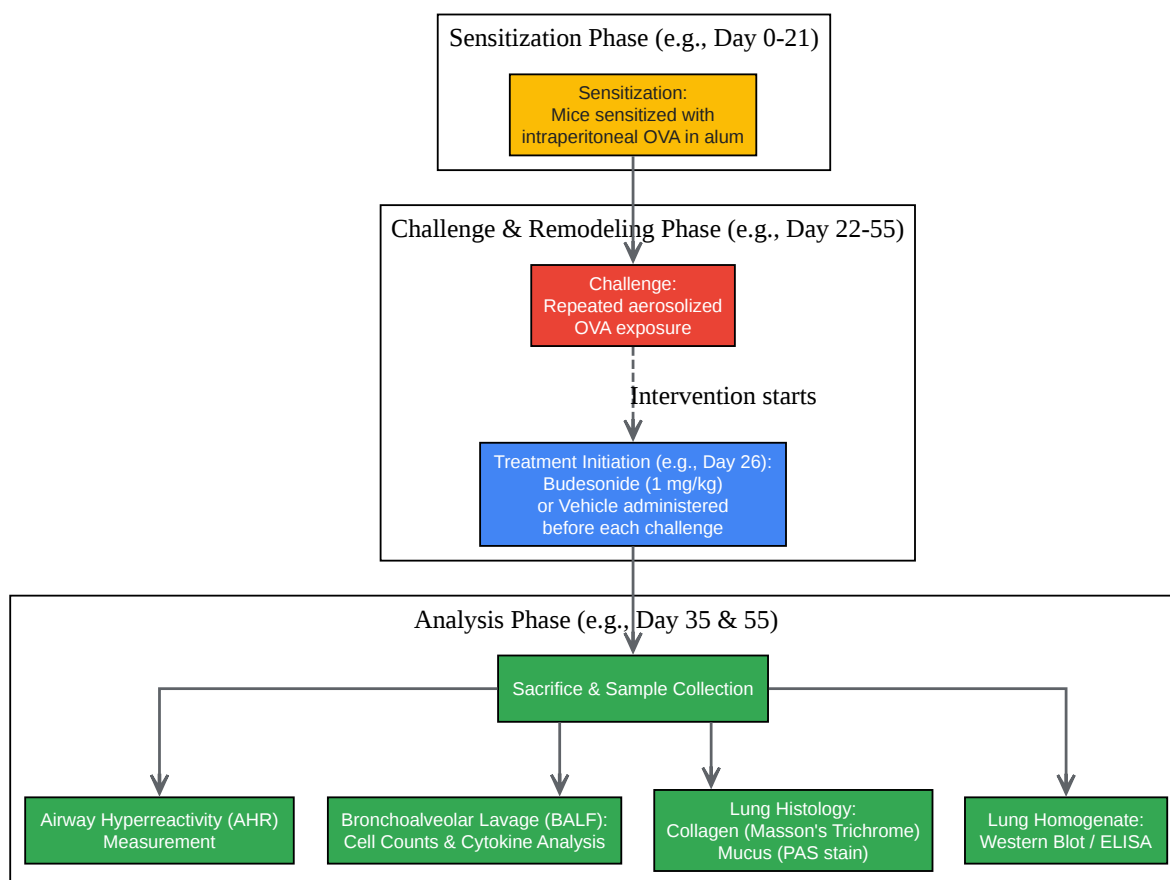 Sensitization Phase (e.g., Day 0-21)
Sensitization:
Mice sensitized with
intraperitoneal OVA in alum
Challenge & Remodeling Phase (e.g., Day 22-55)
Challenge:
Repeated aerosolized
OVA exposure
Intervention starts
Treatment Initiation (e.g., Day 26):
Budesonide (1 mg/kg)
or Vehicle administered
before each challenge
Analysis Phase (e.g., Day 35 & 55)
Sacrifice & Sample Collection
Airway Hyperreactivity (AHR)
Measurement
Bronchoalveolar Lavage (BALF):
Cell Counts & Cytokine Analysis
Lung Histology:
Collagen (Masson's Trichrome)
Mucus (PAS stain)
Lung Homogenate:
Western Blot / ELISA